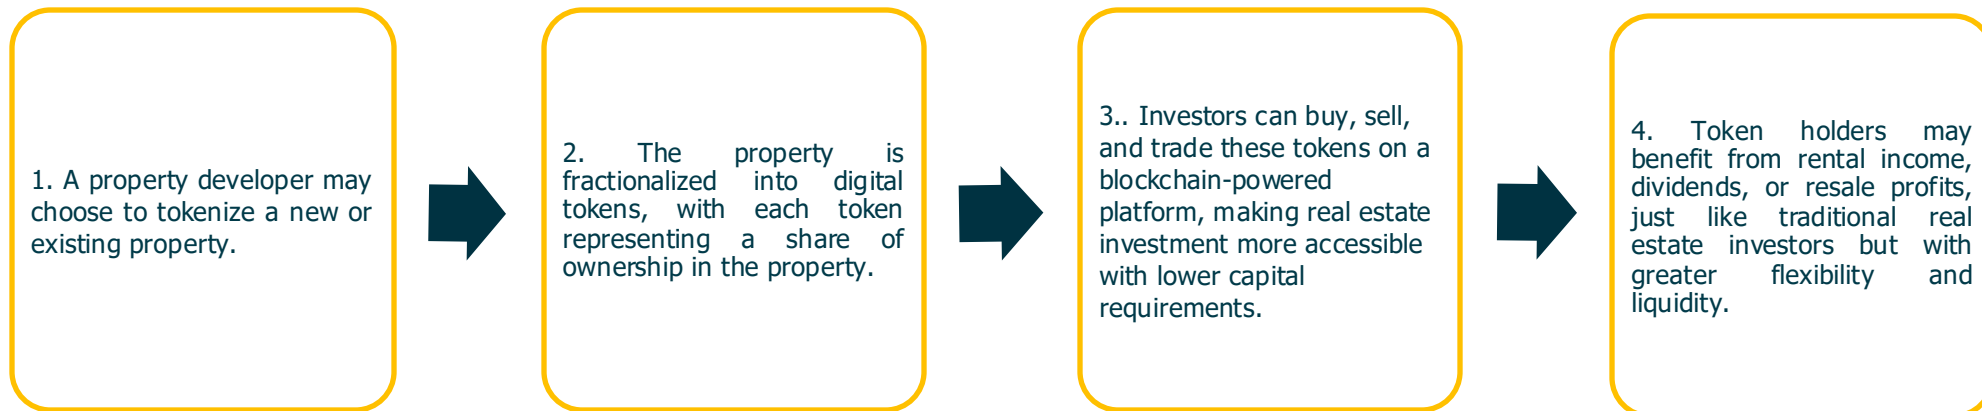 1. A property developer may
choose to tokenize a new or
existing property.
2. The property is
fractionalized into digital
tokens, with each token
representing a share of
ownership in the property.
3.. Investors can buy, sell,
and trade these tokens on a
blockchain-powered
platform, making real estate
investment more accessible
with lower capital
requirements.
4. Token holders may
benefit from rental income,
dividends, or resale profits,
just like traditional real
estate investors but with
greater flexibility and
liquidity.